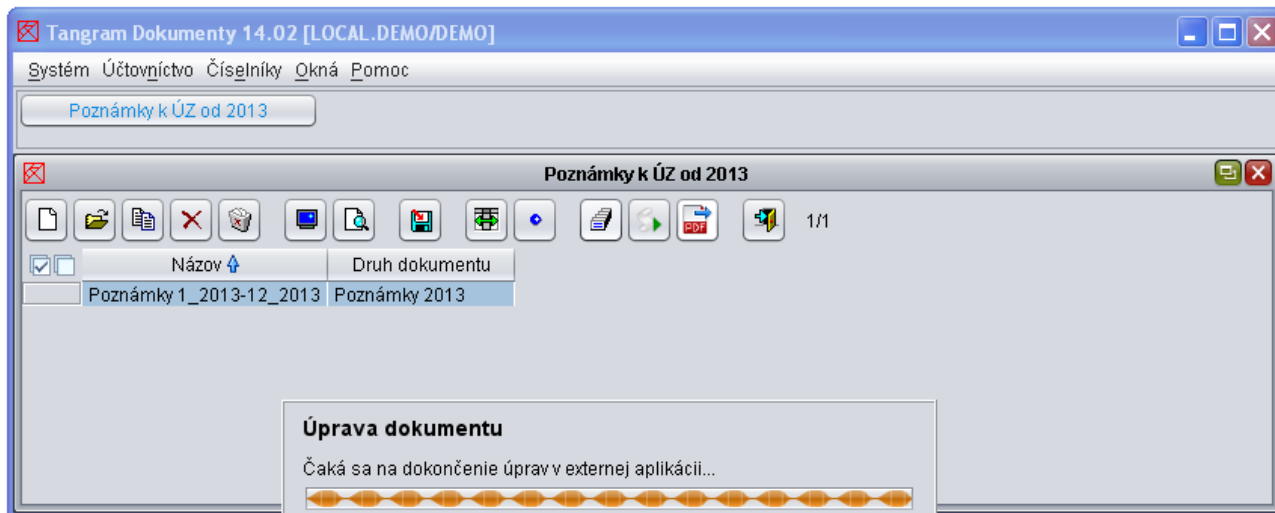 Tangram Dokumenty 14.02 [LOCAL.DEMO/DEMO]
Systém Účtovníctvo Číselníky Okná Pomoc
Poznámky k ÚZ od 2013
Poznámky k ÚZ od 2013
PDF 1/1
Názov Druh dokumentu
Poznámky 1_2013-12_2013 Poznámky 2013
Úprava dokumentu
Čaká sa na dokončenie úprav v externej aplikácii...